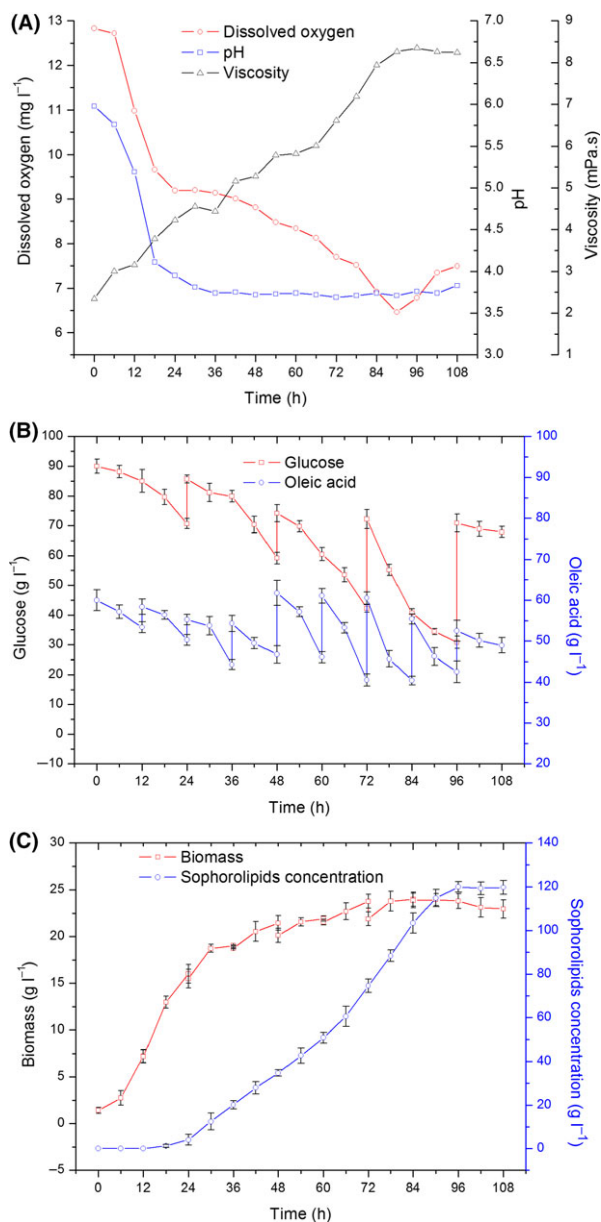 (A)
Dissolved oxygen
pH
Viscosity
Dissolved oxygen (mg l⁻¹)
13
12
11
10
9
8
7
6
7.0
6.5
6.0
5.5
5.0
4.5
4.0
3.5
3.0
pH
9
8
7
6
5
4
3
2
1
Viscosity (mPa.s)
0 12 24 36 48 60 72 84 96 108
Time (h)
(B)
Glucose
Oleic acid
Glucose (g l⁻¹)
100
90
80
70
60
50
40
30
20
10
0
−10
100
90
80
70
60
50
40
30
20
Oleic acid (g l⁻¹)
0 12 24 36 48 60 72 84 96 108
Time (h)
(C)
Biomass
Sophorolipids concentration
Biomass (g l⁻¹)
30
25
20
15
10
5
0
−5
140
120
100
80
60
40
20
0
Sophorolipids concentration (g l⁻¹)
0 12 24 36 48 60 72 84 96 108
Time (h)